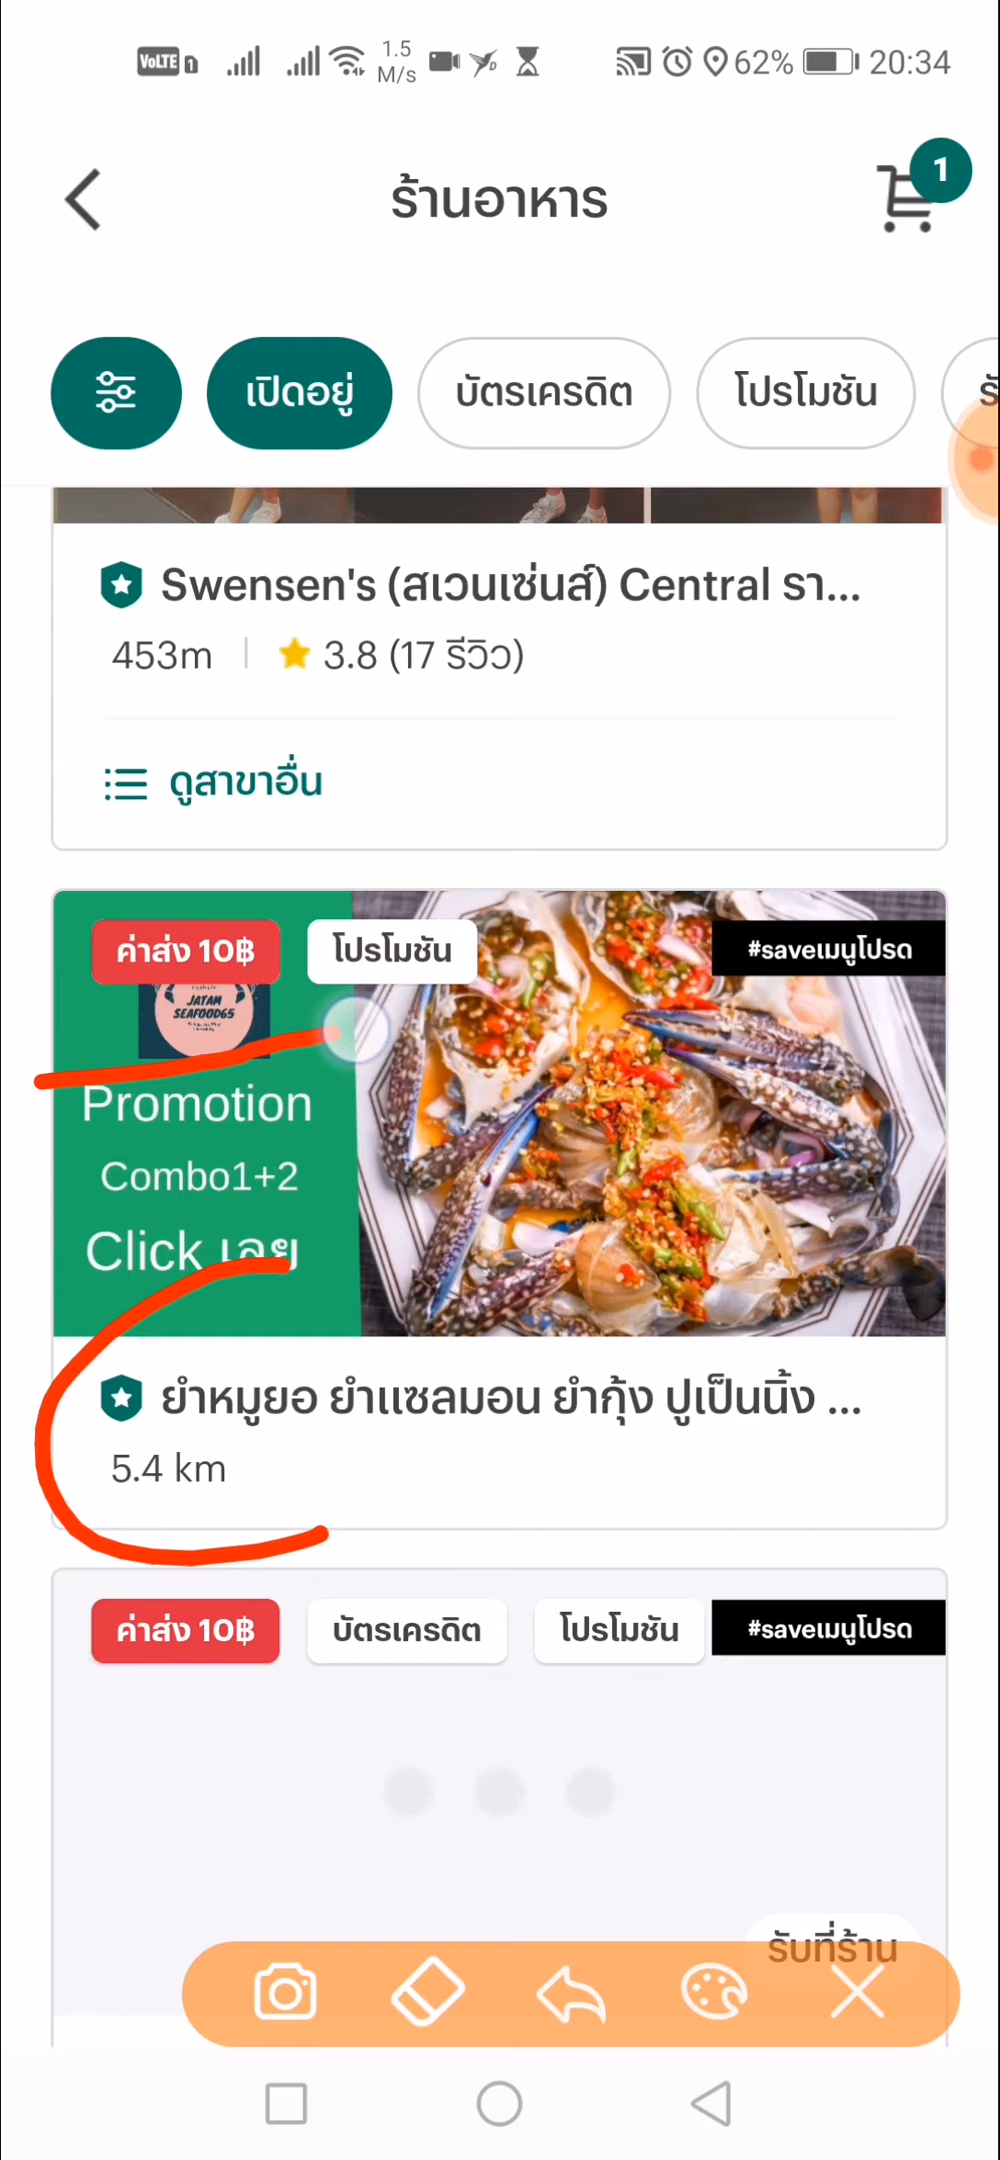 VoLTE 1 1.5 M/s 62% 20:34
ร้านอาหาร
1
เปิดอยู่ บัตรเครดิต โปรโมชัน รั
Swensen's (สเวนเซ่นส์) Central รา...
453m 3.8 (17 รีวิว)
ดูสาขาอื่น
ค่าส่ง 10฿ โปรโมชัน #saveเมนูโปรด
JATAM
SEAFOOD65
Promotion
Combo1+2
Click เลย
ยำหมูยอ ยำแซลมอน ยำกุ้ง ปูเป็นนิ้ง ...
5.4 km
ค่าส่ง 10฿ บัตรเครดิต โปรโมชัน #saveเมนูโปรด
รับที่ร้าน